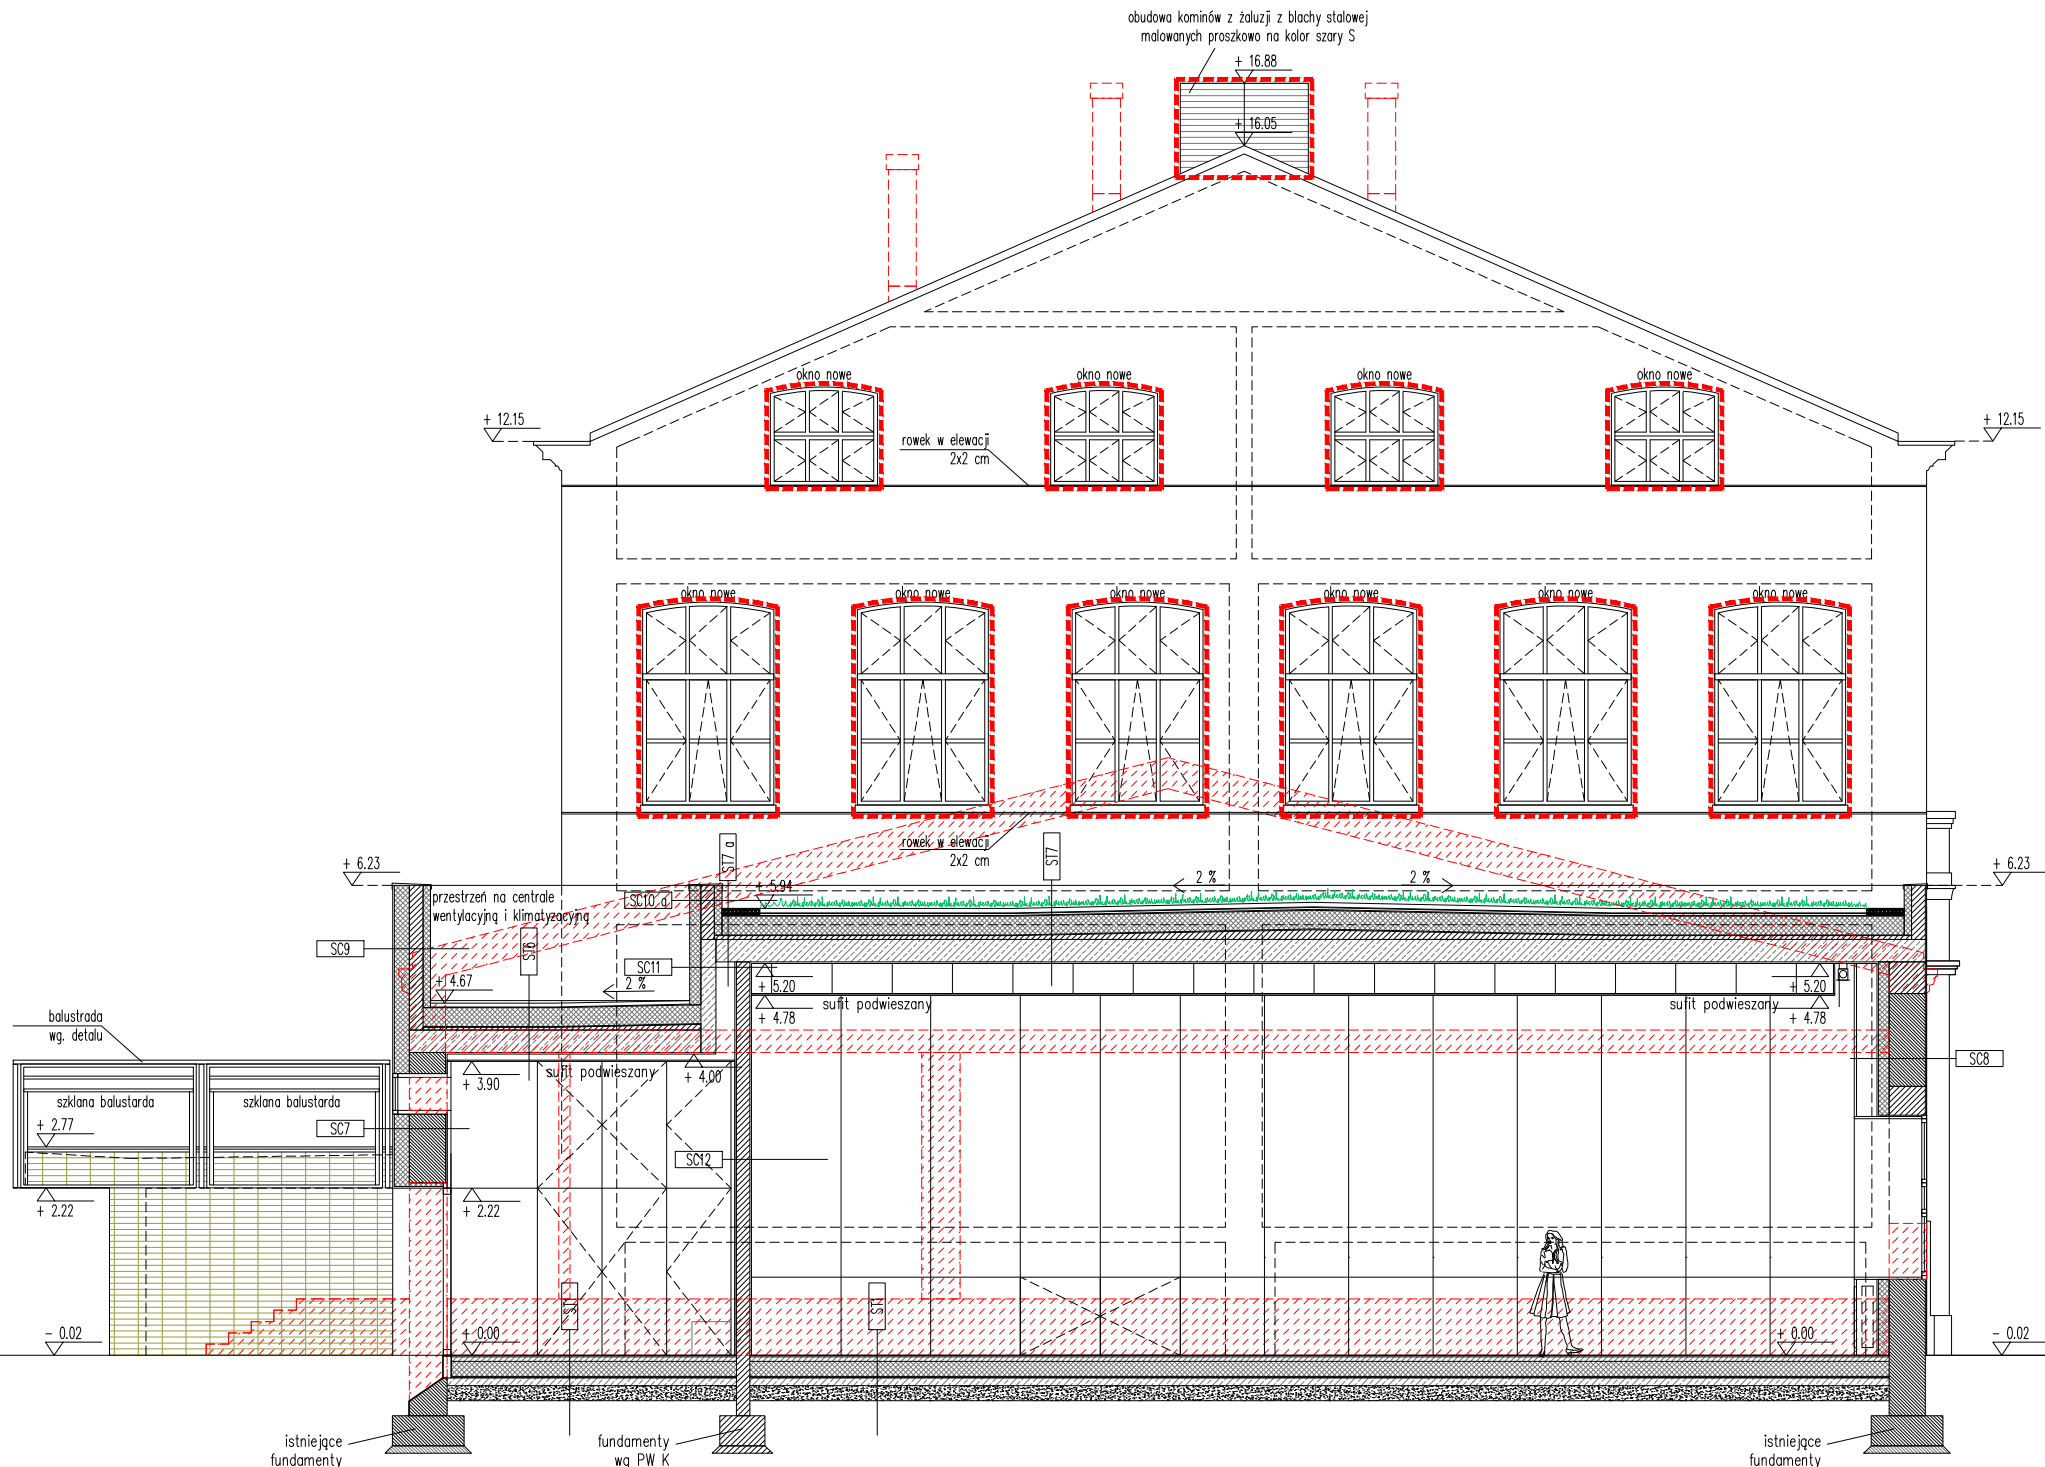 obudowa kominów z żaluzji z blachy stalowej
malowanych proszkowo na kolor szary S
+ 16.88
+ 16.05
okno nowe
okno nowe
okno nowe
okno nowe
+ 12.15
+ 12.15
rowek w elewacji
2x2 cm
okno nowe
okno nowe
okno nowe
okno nowe
okno nowe
okno nowe
rowek w elewacji
2x2 cm
ST7 a
ST7
+ 6.23
+ 6.23
2 %
2 %
+ 5.94
przestrzeń na centrale
wentylacyjną i klimatyzacyjną
SC10 a
SC9
ST6
SC11
+ 4.67
2 %
+ 5.20
+ 5.20
sufit podwieszany
sufit podwieszany
+ 4.78
+ 4.78
balustrada
wg. detalu
SC8
sufit podwieszany
+ 4.00
+ 3.90
szklana balustarda
szklana balustarda
+ 2.77
SC7
SC12
+ 2.22
+ 2.22
ST1
ST1
- 0.02
+ 0.00
+ 0.00
- 0.02
istniejące
fundamenty
fundamenty
wg PW K
istniejące
fundamenty